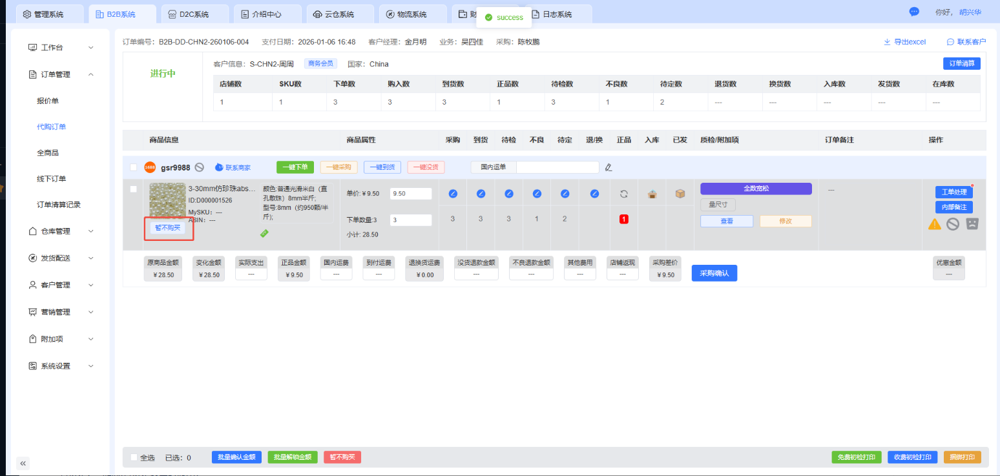 管理系统 B2B系统 D2C系统 介绍中心 云仓系统 物流系统 财 success 日志系统 你好， 胡兴华
工作台
订单管理
报价单
代购订单
全商品
线下订单
订单清算记录
仓库管理
发货配送
客户管理
营销管理
附加项
系统设置
订单编号： B2B-DD-CHN2-260106-004 支付日期： 2026-01-06 16:48 客户经理： 金月明 业务： 吴四佳 采购： 陈牧鹏 导出excel 联系客户
进行中
客户信息： S-CHN2-周周 商务会员 国家： China 订单清算
店铺数 SKU数 下单数 购入数 到货数 正品数 待检数 不良数 待定数 退货数 换货数 入库数 发货数 在库数
1 1 3 3 3 1 3 1 2 --- --- --- --- ---
商品信息 商品属性 采购 到货 待检 不良 待定 退/换 正品 入库 已发 质检/附加项 订单备注 操作
1688 gsr9988 联系商家 一键下单 一键采购 一键到货 一键没货 国内运单
3-30mm仿珍珠abs...
ID:D000001526
MySKU： ---
ASIN： ---
暂不购买
颜色:普通光滑米白（直
孔散珠）8mm半斤;
型号:8mm（约950颗/半
斤);
单价: ¥ 9.50 9.50
下单数量:3 3
小计: 28.50
3 3 3 1 2 1
全数宽松
量尺寸
查看 修改
---
工单处理
内部备注
原商品金额 变化金额 实际支出 正品金额 国内运费 到付运费 退换货运费 没货退款金额 不良退款金额 其他费用 店铺返现 采购差价 采购确认 优惠金额
¥ 28.50 ¥ 28.50 --- ¥ 9.50 --- --- ¥ 0.00 --- --- --- --- ¥ 9.50 ---
全选 已选： 0 批量确认金额 批量解锁金额 暂不购买 免费初检打印 收费初检打印 捆绑打印